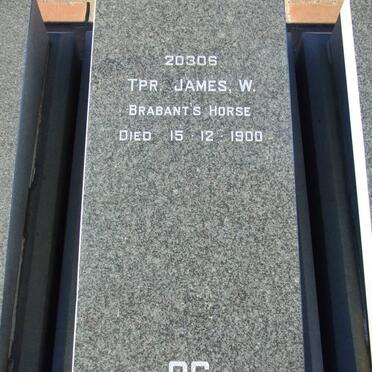 20306
TPR. JAMES, W.
BRABANT'S HORSE
DIED 15-12-1900